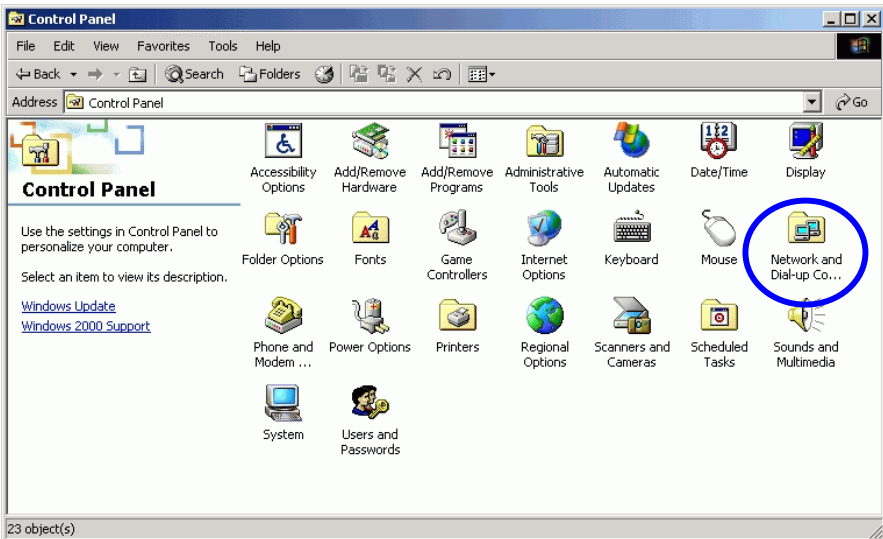 Control Panel
File Edit View Favorites Tools Help
Back Search Folders
Address Control Panel Go
Control Panel
Use the settings in Control Panel to
personalize your computer.
Select an item to view its description.
Windows Update
Windows 2000 Support
Accessibility
Options
Add/Remove
Hardware
Add/Remove
Programs
Administrative
Tools
Automatic
Updates
Date/Time
Display
Folder Options
Fonts
Game
Controllers
Internet
Options
Keyboard
Mouse
Network and
Dial-up Co...
Phone and
Modem ...
Power Options
Printers
Regional
Options
Scanners and
Cameras
Scheduled
Tasks
Sounds and
Multimedia
System
Users and
Passwords
23 object(s)